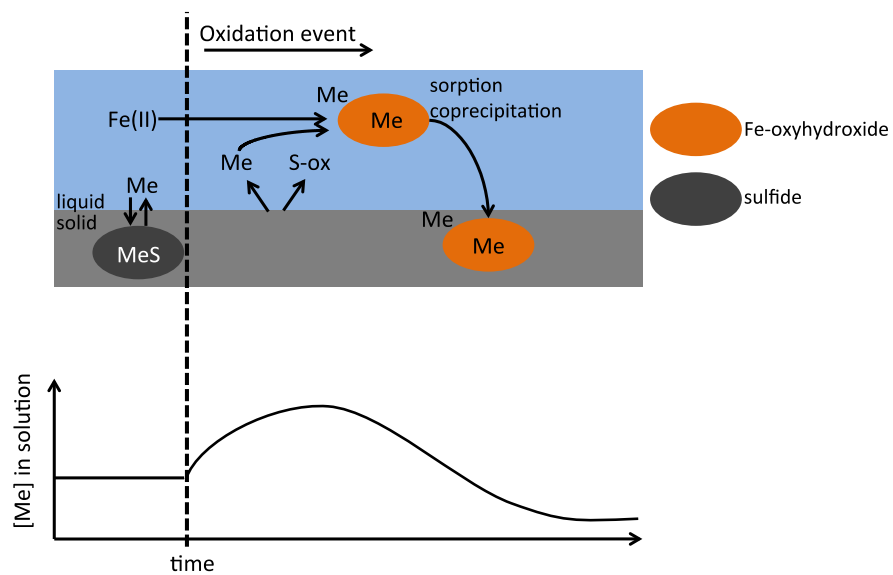 Oxidation event
Me
sorption
coprecipitation
Fe(II)
Me
Fe-oxyhydroxide
Me
S-ox
liquid
Me
solid
sulfide
Me
Me
MeS
[Me] in solution
time